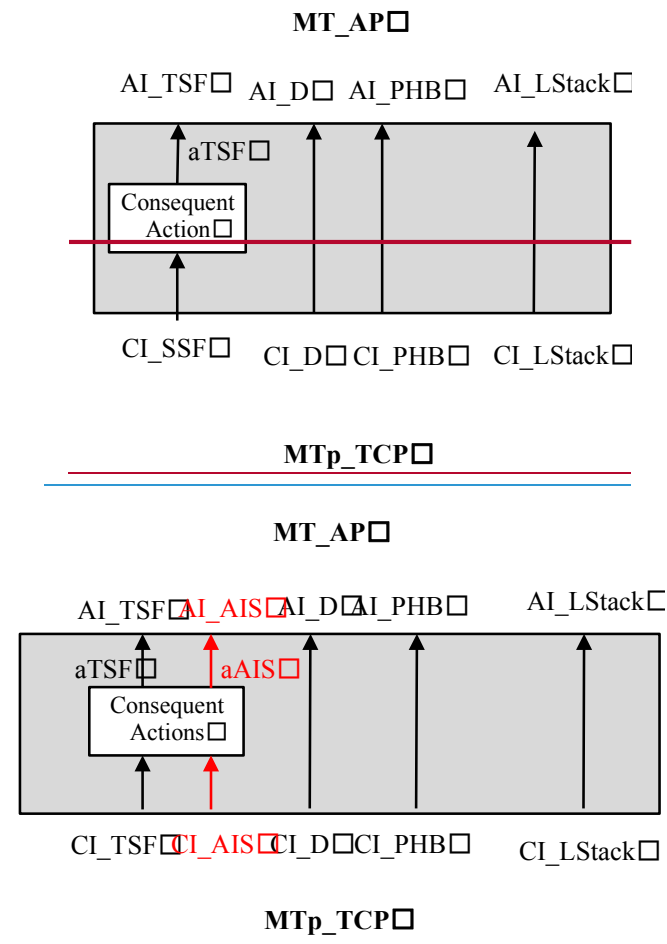 MT_AP□
AI_TSF□ AI_D□ AI_PHB□ AI_LStack□
aTSF□
Consequent
Action□
CI_SSF□ CI_D□ CI_PHB□ CI_LStack□
MTp_TCP□
MT_AP□
AI_TSF□ AI_AIS□ AI_D□ AI_PHB□ AI_LStack□
aTSF□ aAIS□
Consequent
Actions□
CI_TSF□ CI_AIS□ CI_D□ CI_PHB□ CI_LStack□
MTp_TCP□